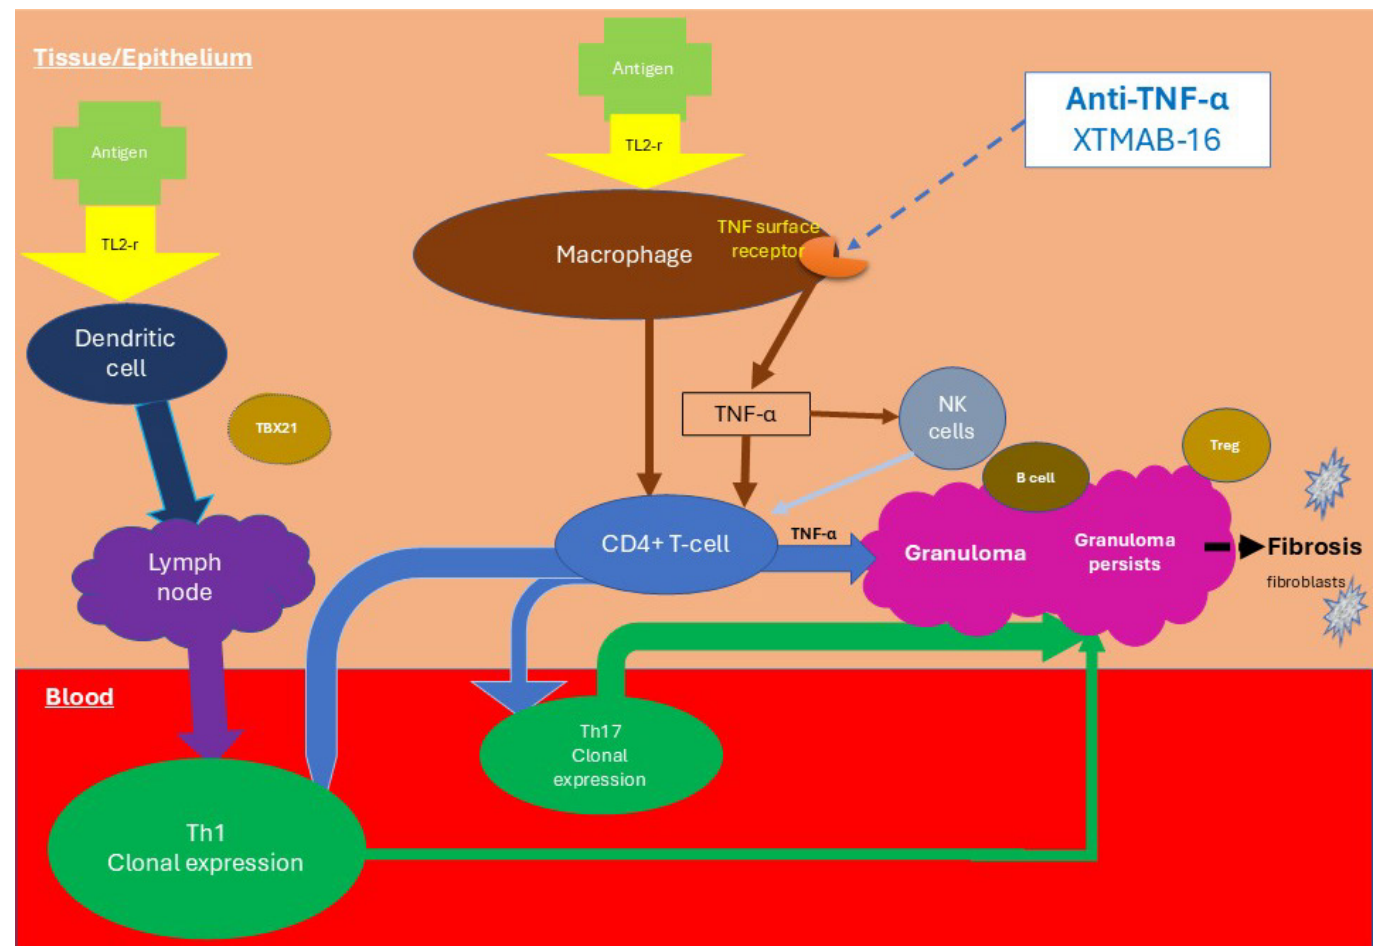 Tissue/Epithelium
Antigen
TL2-r
Antigen
TL2-r
Anti-TNF-α
XTMAB-16
TNF surface
receptor
Macrophage
Dendritic
cell
TBX21
TNF-α
NK
cells
B cell
Treg
Lymph
node
CD4+ T-cell
TNF-α
Granuloma
Granuloma
persists
Fibrosis
fibroblasts
Blood
Th17
Clonal
expression
Th1
Clonal expression